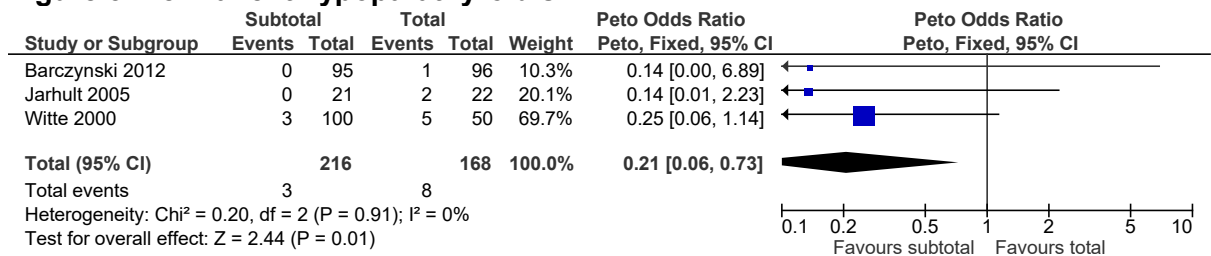 Subtotal Total Peto Odds Ratio Peto Odds Ratio
Study or Subgroup Events Total Events Total Weight Peto, Fixed, 95% CI Peto, Fixed, 95% CI
Barczynski 2012 0 95 1 96 10.3% 0.14 [0.00, 6.89]
Jarhult 2005 0 21 2 22 20.1% 0.14 [0.01, 2.23]
Witte 2000 3 100 5 50 69.7% 0.25 [0.06, 1.14]
Total (95% CI) 216 168 100.0% 0.21 [0.06, 0.73]
Total events 3 8
Heterogeneity: Chi² = 0.20, df = 2 (P = 0.91); I² = 0%
Test for overall effect: Z = 2.44 (P = 0.01)
0.1 0.2 0.5 1 2 5 10
Favours subtotal Favours total